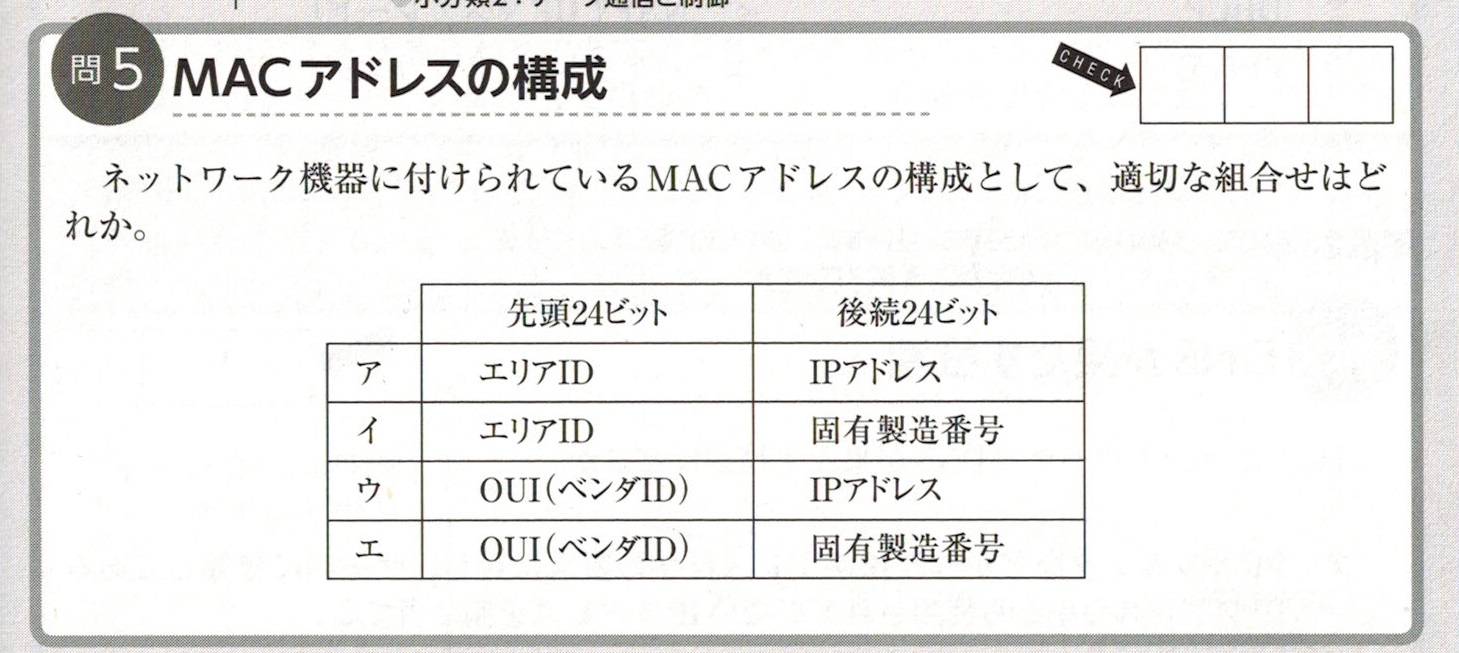 小分類2：データ通信と制御
問5 MACアドレスの構成
CHECK
ネットワーク機器に付けられているMACアドレスの構成として、適切な組合せはど
れか。
先頭24ビット 後続24ビット
ア エリアID IPアドレス
イ エリアID 固有製造番号
ウ OUI(ベンダID) IPアドレス
エ OUI(ベンダID) 固有製造番号